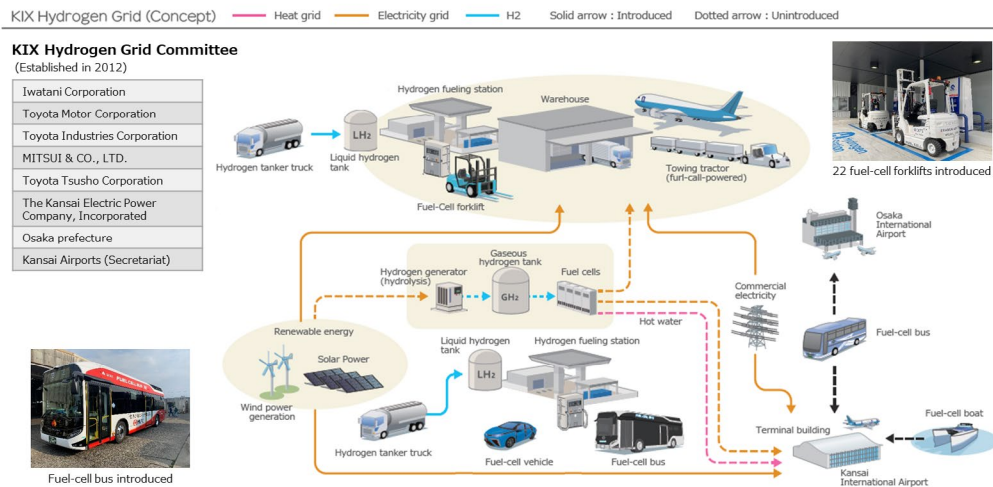 KIX Hydrogen Grid (Concept)
Heat grid
Electricity grid
H2
Solid arrow : Introduced
Dotted arrow : Unintroduced
KIX Hydrogen Grid Committee
(Established in 2012)
Iwatani Corporation
Toyota Motor Corporation
Toyota Industries Corporation
MITSUI & CO., LTD.
Toyota Tsusho Corporation
The Kansai Electric Power
Company, Incorporated
Osaka prefecture
Kansai Airports (Secretariat)
Hydrogen fueling station
Warehouse
LH2
Hydrogen tanker truck
Liquid hydrogen
tank
Fuel-Cell forklift
Towing tractor
(furl-call-powered)
22 fuel-cell forklifts introduced
Osaka
International
Airport
Hydrogen generator
(hydrolysis)
Gaseous
hydrogen tank
GH2
Fuel cells
Commercial
electricity
Hot water
Fuel-cell bus
Renewable energy
Solar Power
Wind power
generation
Liquid hydrogen
tank
LH2
Hydrogen fueling station
Hydrogen tanker truck
Fuel-cell vehicle
Fuel-cell bus
Terminal building
Fuel-cell boat
Kansai
International Airport
FUEL CELL BUS
Fuel-cell bus introduced